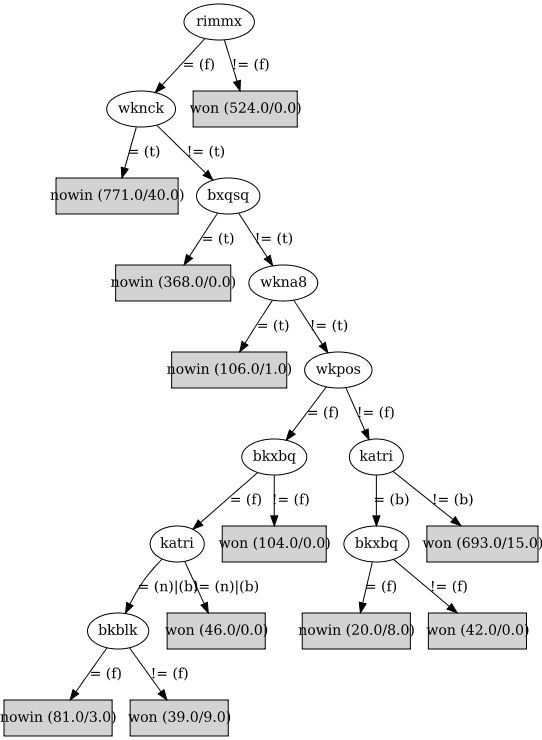 rimmx
= (f)
!= (f)
wknck
won (524.0/0.0)
= (t)
!= (t)
nowin (771.0/40.0)
bxqsq
= (t)
!= (t)
nowin (368.0/0.0)
wkna8
= (t)
!= (t)
nowin (106.0/1.0)
wkpos
= (f)
!= (f)
bkxbq
katri
= (f)
!= (f)
= (b)
!= (b)
katri
won (104.0/0.0)
bkxbq
won (693.0/15.0)
= (n)|(b)
!= (n)|(b)
= (f)
!= (f)
bkblk
won (46.0/0.0)
nowin (20.0/8.0)
won (42.0/0.0)
= (f)
!= (f)
nowin (81.0/3.0)
won (39.0/9.0)